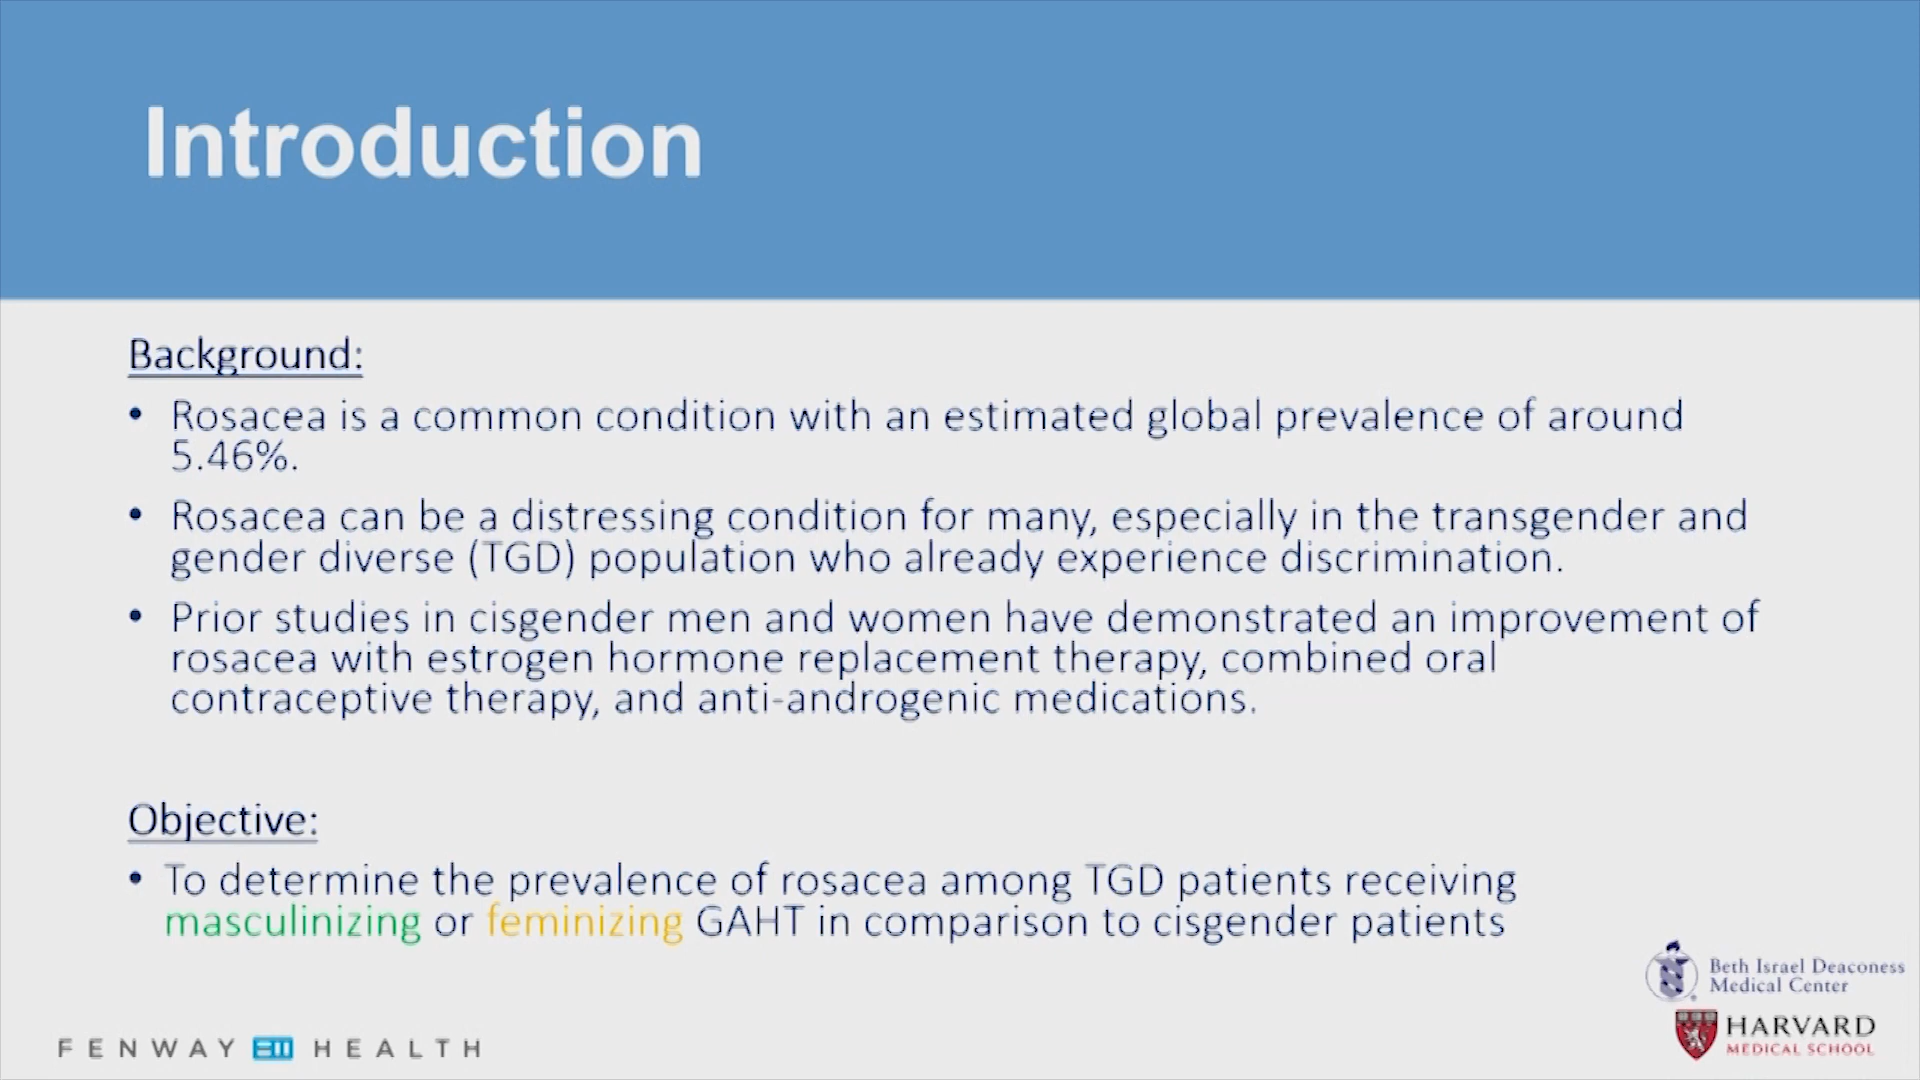 Introduction
Background:
• Rosacea is a common condition with an estimated global prevalence of around
5.46%.
• Rosacea can be a distressing condition for many, especially in the transgender and
gender diverse (TGD) population who already experience discrimination.
• Prior studies in cisgender men and women have demonstrated an improvement of
rosacea with estrogen hormone replacement therapy, combined oral
contraceptive therapy, and anti-androgenic medications.
Objective:
• To determine the prevalence of rosacea among TGD patients receiving
masculinizing or feminizing GAHT in comparison to cisgender patients
Beth Israel Deaconess
Medical Center
HARVARD
MEDICAL SCHOOL
FENWAY HEALTH